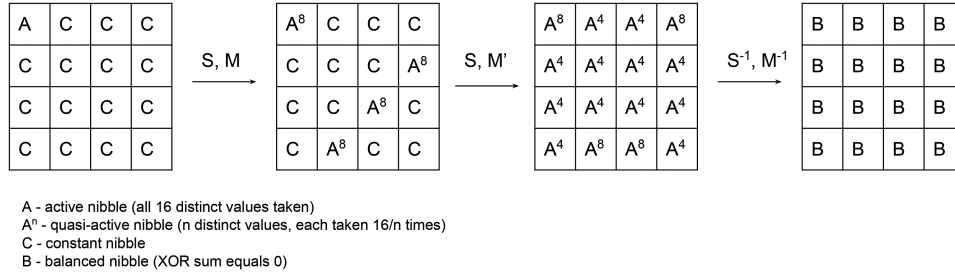 A C C C A⁸ C C C A⁸ A⁴ A⁴ A⁸ B B B B
S, M S, M' S⁻¹, M⁻¹
C C C C C C C A⁸ A⁴ A⁴ A⁴ A⁴ B B B B
C C C C C C A⁸ C A⁴ A⁴ A⁴ A⁴ B B B B
C C C C C A⁸ C C A⁴ A⁸ A⁸ A⁴ B B B B
A - active nibble (all 16 distinct values taken)
Aⁿ - quasi-active nibble (n distinct values, each taken 16/n times)
C - constant nibble
B - balanced nibble (XOR sum equals 0)